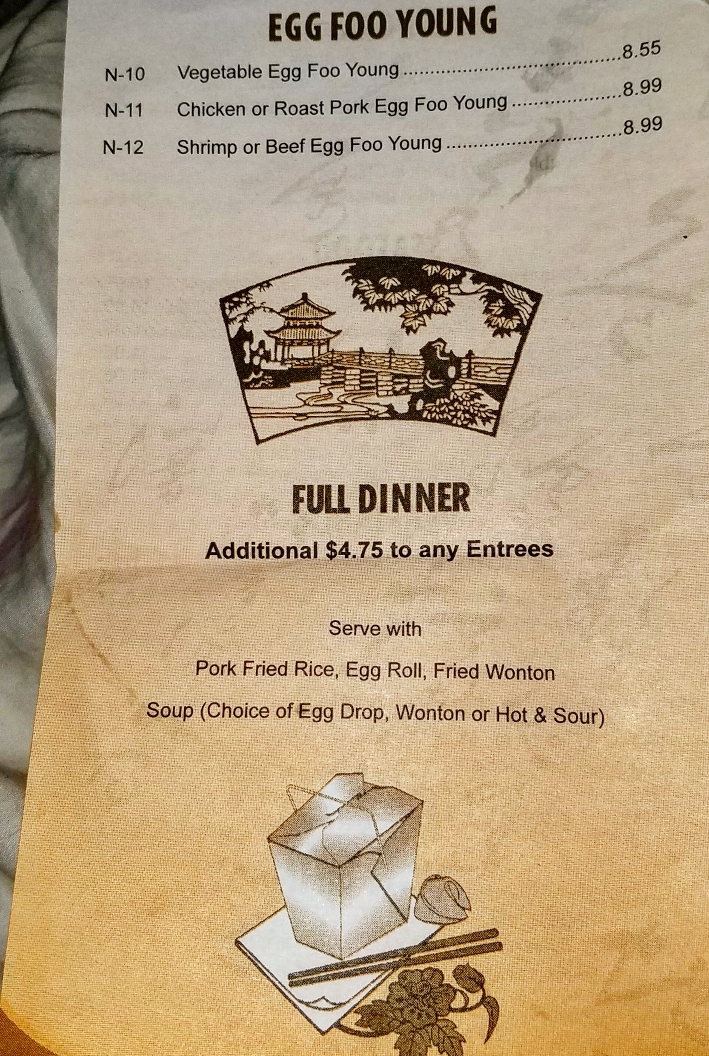 EGG FOO YOUNG
N-10 Vegetable Egg Foo Young ........................................8.55
N-11 Chicken or Roast Pork Egg Foo Young ....................8.99
N-12 Shrimp or Beef Egg Foo Young ................................8.99
FULL DINNER
Additional $4.75 to any Entrees
Serve with
Pork Fried Rice, Egg Roll, Fried Wonton
Soup (Choice of Egg Drop, Wonton or Hot & Sour)